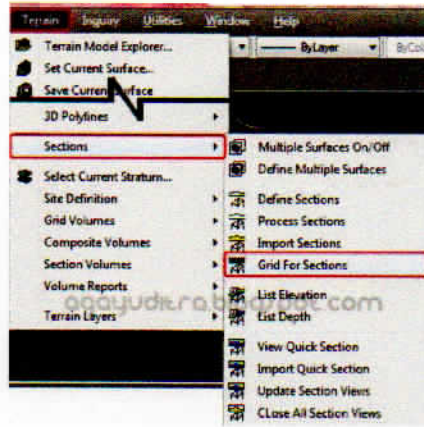 Terrain Inquiry Utilities Window Help
ByLayer ByCol
Terrain Model Explorer...
Set Current Surface...
Save Current Surface
3D Polylines
Sections
Select Current Stratum...
Site Definition
Grid Volumes
Composite Volumes
Section Volumes
Volume Reports
Terrain Layers
Multiple Surfaces On/Off
Define Multiple Surfaces
Define Sections
Process Sections
Import Sections
Grid For Sections
List Elevation
List Depth
View Quick Section
Import Quick Section
Update Section Views
CLose All Section Views